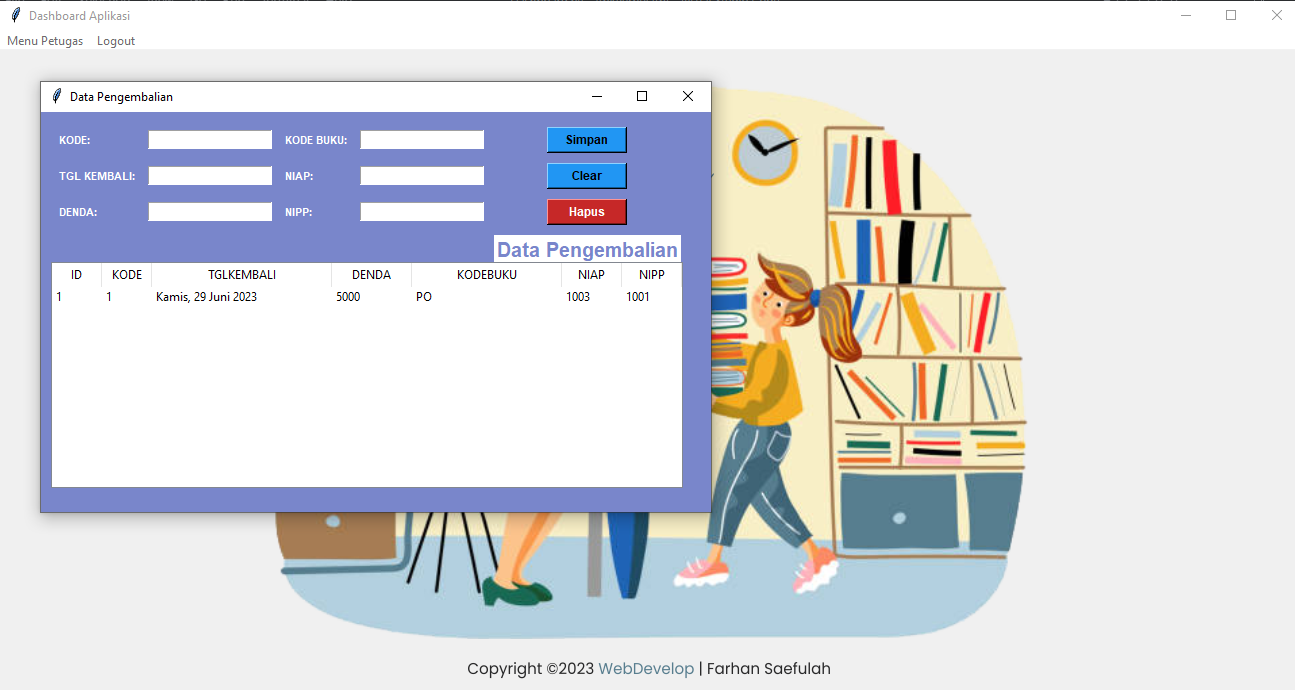 Dashboard Aplikasi
Menu Petugas Logout
Data Pengembalian
KODE: KODE BUKU: Simpan
TGL KEMBALI: NIAP: Clear
DENDA: NIPP: Hapus
Data Pengembalian
ID KODE TGLKEMBALI DENDA KODEBUKU NIAP NIPP
1 1 Kamis, 29 Juni 2023 5000 PO 1003 1001
Copyright ©2023 WebDevelop | Farhan Saefulah